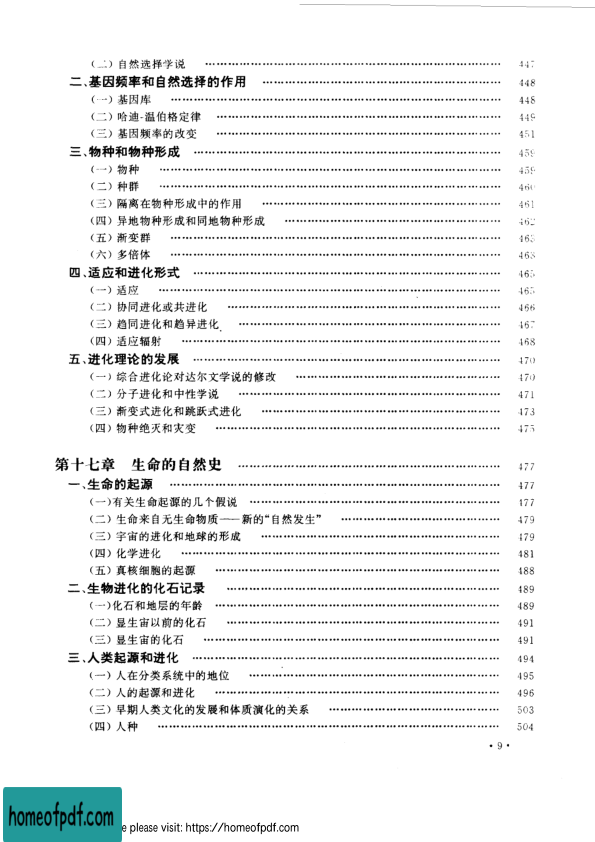 （二）自然选择学说 …… 447
二、基因频率和自然选择的作用 …… 448
（一）基因库 …… 448
（二）哈迪-温伯格定律 …… 449
（三）基因频率的改变 …… 451
三、物种和物种形成 …… 459
（一）物种 …… 459
（二）种群 …… 460
（三）隔离在物种形成中的作用 …… 461
（四）异地物种形成和同地物种形成 …… 462
（五）渐变群 …… 463
（六）多倍体 …… 463
四、适应和进化形式 …… 465
（一）适应 …… 465
（二）协同进化或共进化 …… 466
（三）趋同进化和趋异进化 …… 467
（四）适应辐射 …… 468
五、进化理论的发展 …… 470
（一）综合进化论对达尔文学说的修改 …… 470
（二）分子进化和中性学说 …… 471
（三）渐变式进化和跳跃式进化 …… 473
（四）物种绝灭和灾变 …… 475
第十七章 生命的自然史 …… 477
一、生命的起源 …… 477
（一）有关生命起源的几个假说 …… 477
（二）生命来自无生命物质——新的“自然发生” …… 479
（三）宇宙的进化和地球的形成 …… 479
（四）化学进化 …… 481
（五）真核细胞的起源 …… 488
二、生物进化的化石记录 …… 489
（一）化石和地层的年龄 …… 489
（二）显生宙以前的化石 …… 491
（三）显生宙的化石 …… 491
三、人类起源和进化 …… 494
（一）人在分类系统中的地位 …… 495
（二）人的起源和进化 …… 496
（三）早期人类文化的发展和体质演化的关系 …… 503
（四）人种 …… 504
• 9 •
homeofpdf.com
e please visit: https://homeofpdf.com